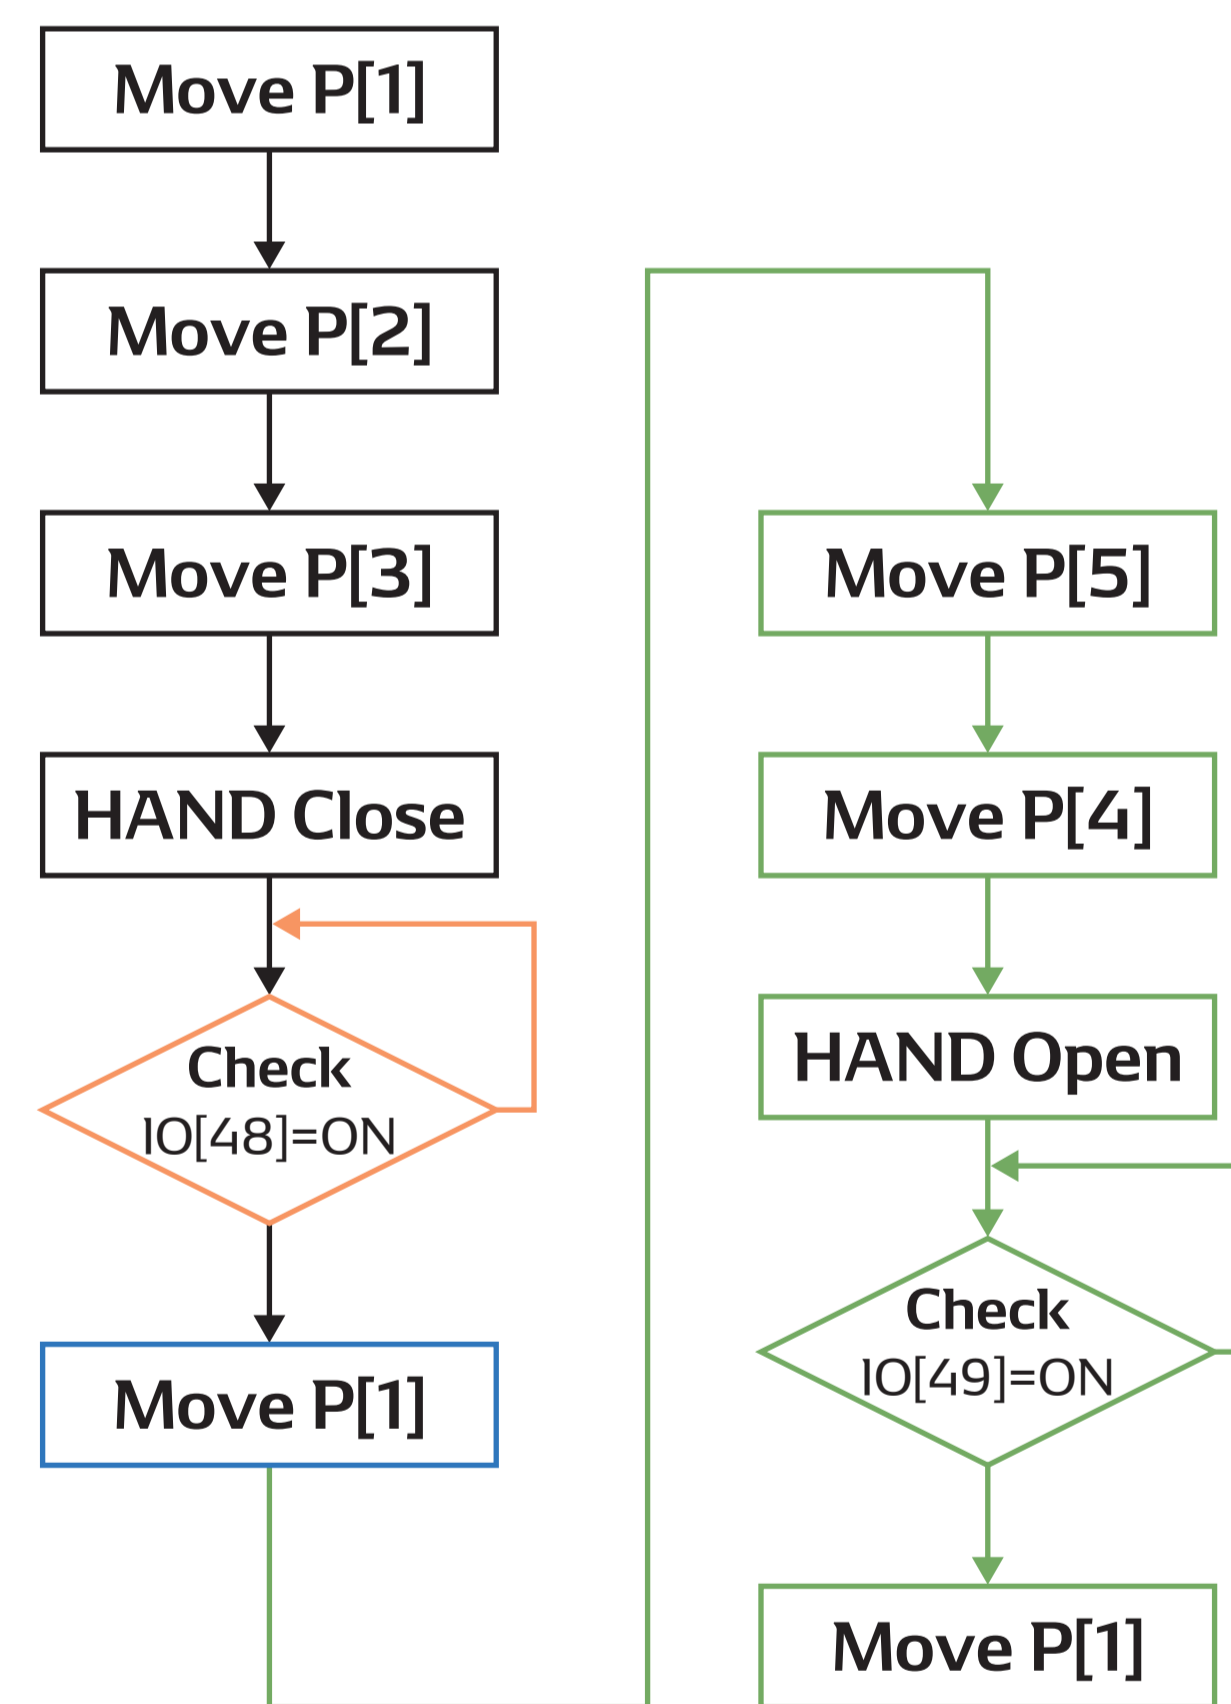 Move P[1]
Move P[2]
Move P[3]
HAND Close
Check
IO[48]=ON
Move P[1]
Move P[5]
Move P[4]
HAND Open
Check
IO[49]=ON
Move P[1]